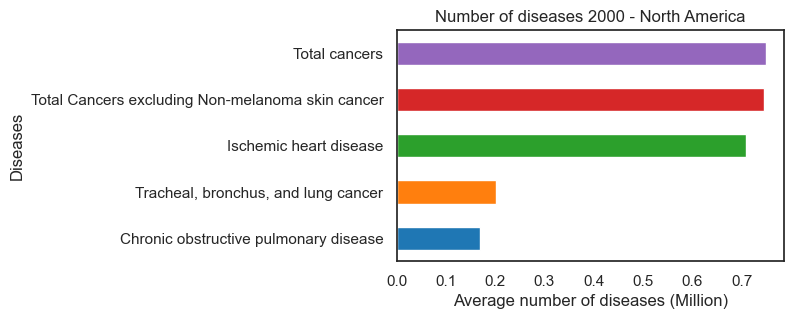 Number of diseases 2000 - North America
Diseases
Total cancers
Total Cancers excluding Non-melanoma skin cancer
Ischemic heart disease
Tracheal, bronchus, and lung cancer
Chronic obstructive pulmonary disease
0.0 0.1 0.2 0.3 0.4 0.5 0.6 0.7
Average number of diseases (Million)